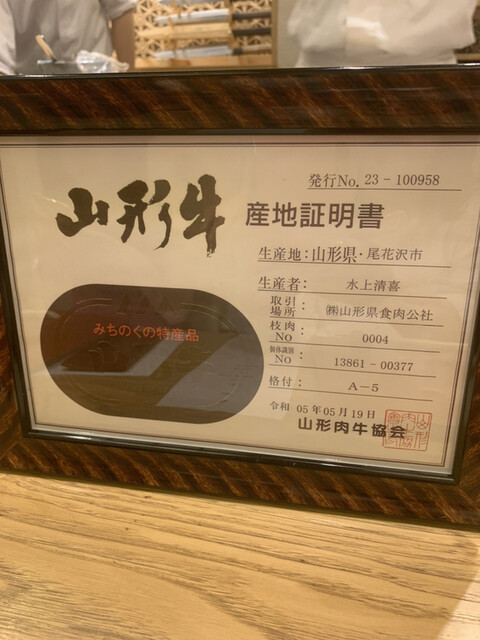 発行No. 23-100958
山形牛 産地証明書
生産地: 山形県・尾花沢市
生産者: 水上清喜
取引場所: ㈱山形県食肉公社
枝肉No 0004
個体識別No 13861-00377
格付: A-5
みちのくの特産品
令和 05年05月19日
山形肉牛協会